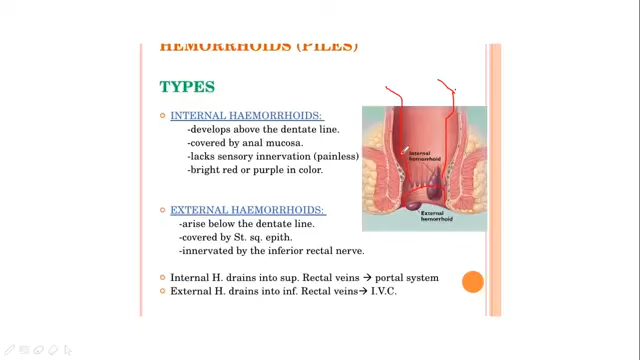 HEMORRHOIDS (PILES)
TYPES
INTERNAL HAEMORRHOIDS:
-develops above the dentate line.
-covered by anal mucosa.
-lacks sensory innervation (painless)
-bright red or purple in color.
Internal
hemorrhoid
External
hemorrhoid
EXTERNAL HAEMORRHOIDS:
-arise below the dentate line.
-covered by St. sq. epith.
-innervated by the inferior rectal nerve.
Internal H. drains into sup. Rectal veins → portal system
External H. drains into inf. Rectal veins→ I.V.C.